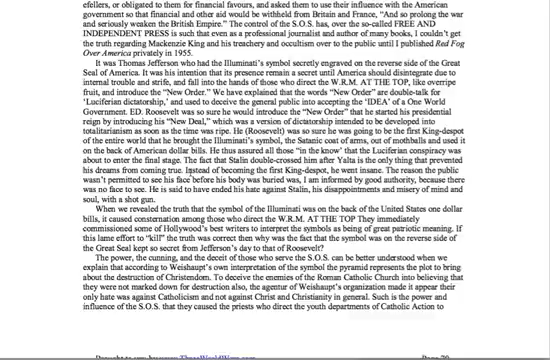 efellers, or obligated to them for financial favours, and asked them to use their influence with the American
government so that financial and other aid would be withheld from Britain and France, "And so prolong the war
and seriously weaken the British Empire." The control of the S.O.S. has, over the so-called FREE AND
INDEPENDENT PRESS is such that even as a professional journalist and author of many books, I couldn't get
the truth regarding Mackenzie King and his treachery and occultism over to the public until I published Red Fog
Over America privately in 1955.
It was Thomas Jefferson who had the Illuminati's symbol secretly engraved on the reverse side of the Great
Seal of America. It was his intention that its presence remain a secret until America should disintegrate due to
internal trouble and strife, and fall into the hands of those who direct the W.R.M. AT THE TOP, like overripe
fruit, and introduce the "New Order." We have explained that the words "New Order" are double-talk for
'Luciferian dictatorship,' and used to deceive the general public into accepting the 'IDEA' of a One World
Government. ED. Roosevelt was so sure he would introduce the "New Order" that he started his presidential
reign by introducing his "New Deal," which was a version of dictatorship intended to be developed into
totalitarianism as soon as the time was ripe. He (Roosevelt) was so sure he was going to be the first King-despot
of the entire world that he brought the Illuminati's symbol, the Satanic coat of arms, out of mothballs and used it
on the back of American dollar bills. He thus assured all those "in the know' that the Luciferian conspiracy was
about to enter the final stage. The fact that Stalin double-crossed him after Yalta is the only thing that prevented
his dreams from coming true. Instead of becoming the first King-despot, he went insane. The reason the public
wasn't permitted to see his face before his body was buried was, I am informed by good authority, because there
was no face to see. He is said to have ended his hate against Stalin, his disappointments and misery of mind and
soul, with a shot gun.
When we revealed the truth that the symbol of the Illuminati was on the back of the United States one dollar
bills, it caused consternation among those who direct the W.R.M. AT THE TOP They immediately
commissioned some of Hollywood's best writers to interpret the symbols as being of great patriotic meaning. If
this lame effort to "kill" the truth was correct then why was the fact that the symbol was on the reverse side of
the Great Seal kept so secret from Jefferson's day to that of Roosevelt?
The power, the cunning, and the deceit of those who serve the S.O.S. can be better understood when we
explain that according to Weishaupt's own interpretation of the symbol the pyramid represents the plot to bring
about the destruction of Christendom. To deceive the enemies of the Roman Catholic Church into believing that
they were not marked down for destruction also, the agentur of Weishaupt's organization made it appear their
only hate was against Catholicism and not against Christ and Christianity in general. Such is the power and
influence of the S.O.S. that they caused the priests who direct the youth departments of Catholic Action to